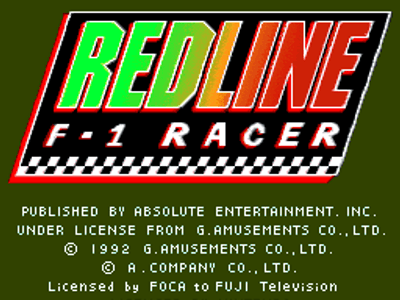 REDLINE
F-1 RACER
PUBLISHED BY ABSOLUTE ENTERTAINMENT. INC.
UNDER LICENSE FROM G.AMUSEMENTS CO.,LTD.
© 1992 G.AMUSEMENTS CO.,LTD.
© A.COMPANY CO.,LTD.
Licensed by FOCA to FUJI Television